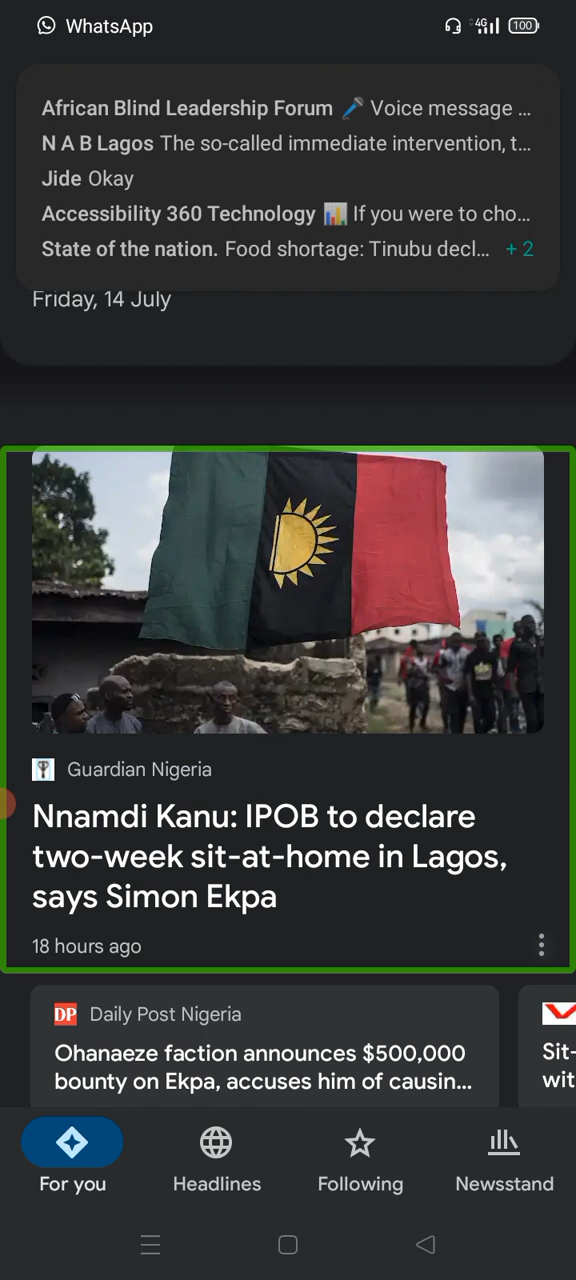 WhatsApp
4G
100
African Blind Leadership Forum 🎤 Voice message ...
N A B Lagos The so-called immediate intervention, t...
Jide Okay
Accessibility 360 Technology 📊 If you were to cho...
State of the nation. Food shortage: Tinubu decl... + 2
Friday, 14 July
Guardian Nigeria
Nnamdi Kanu: IPOB to declare
two-week sit-at-home in Lagos,
says Simon Ekpa
18 hours ago
DP Daily Post Nigeria
Ohanaeze faction announces $500,000
bounty on Ekpa, accuses him of causin...
Sit-
wit
For you
Headlines
Following
Newsstand